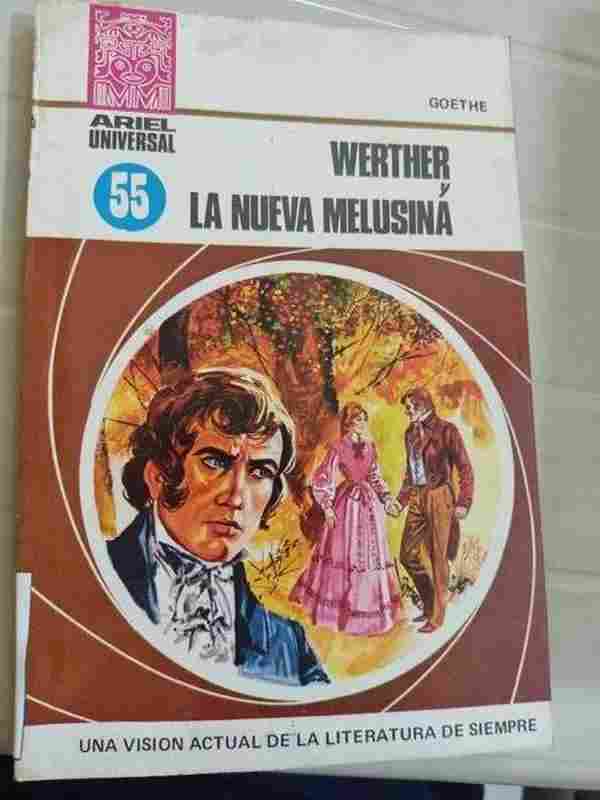 GOETHE
ARIEL
UNIVERSAL
55
WERTHER
y
LA NUEVA MELUSINA
UNA VISION ACTUAL DE LA LITERATURA DE SIEMPRE